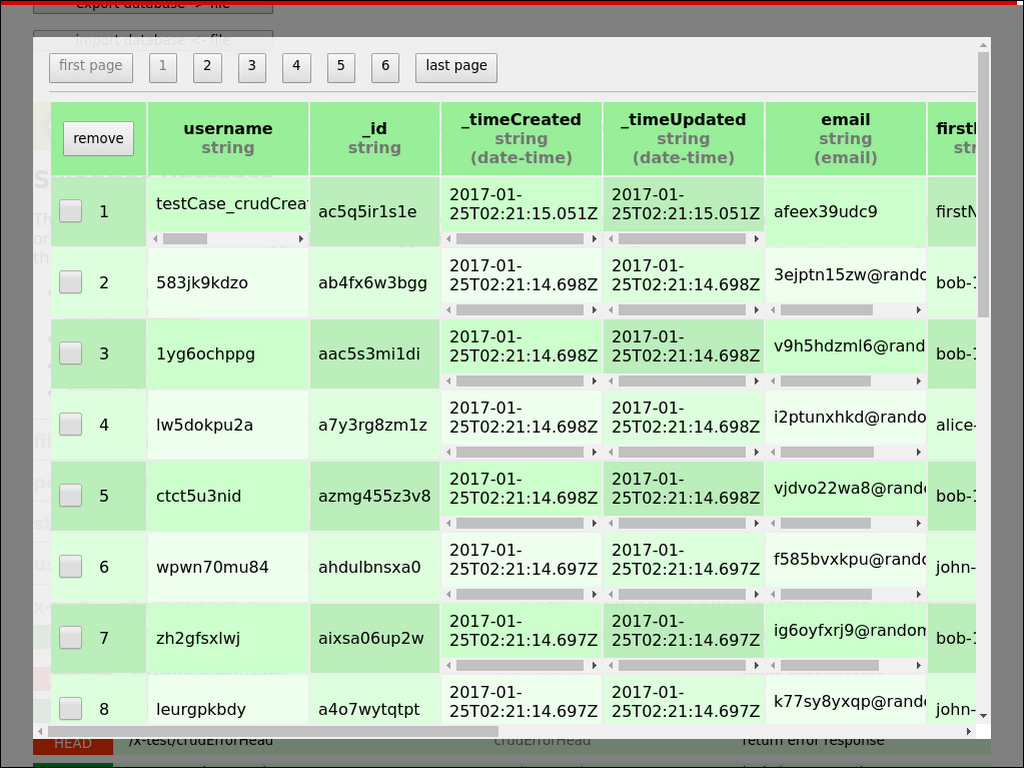 export database -> file
import database <- file
first page 1 2 3 4 5 6 last page
remove username _id _timeCreated _timeUpdated email
string string string string string
(date-time) (date-time) (email)
1 testCase_crudCrea ac5q5ir1s1e 2017-01- 2017-01- afeex39udc9
25T02:21:15.051Z 25T02:21:15.051Z
2 583jk9kdzo ab4fx6w3bgg 2017-01- 2017-01- 3ejptn15zw@rando bob-1
25T02:21:14.698Z 25T02:21:14.698Z
3 1yg6ochppg aac5s3mi1di 2017-01- 2017-01- v9h5hdzml6@rand bob-1
25T02:21:14.698Z 25T02:21:14.698Z
4 lw5dokpu2a a7y3rg8zm1z 2017-01- 2017-01- i2ptunxhkd@rando alice-
25T02:21:14.698Z 25T02:21:14.698Z
5 ctct5u3nid azmg455z3v8 2017-01- 2017-01- vjdvo22wa8@rand bob-1
25T02:21:14.698Z 25T02:21:14.698Z
6 wpwn70mu84 ahdulbnsxa0 2017-01- 2017-01- f585bvxkpu@rando john-
25T02:21:14.697Z 25T02:21:14.697Z
7 zh2gfsxlwj aixsa06up2w 2017-01- 2017-01- ig6oyfxrj9@random bob-1
25T02:21:14.697Z 25T02:21:14.697Z
8 leurgpkbdy a4o7wytqtpt 2017-01- 2017-01- k77sy8yxqp@rand john-
25T02:21:14.697Z 25T02:21:14.697Z
HEAD /x-test/crudErrorHead crudErrorHead return error response